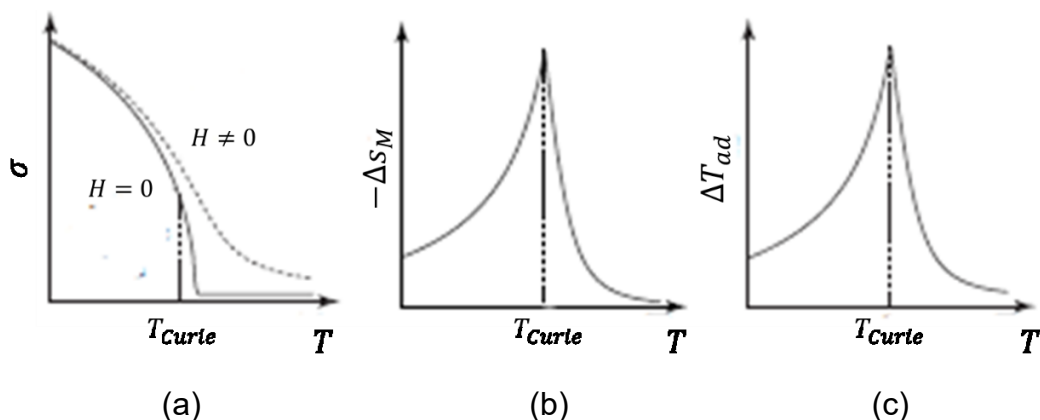 σ
H ≠ 0
H = 0
T_Curie
T
(a)
−Δs_M
T_Curie
T
(b)
ΔT_ad
T_Curie
T
(c)